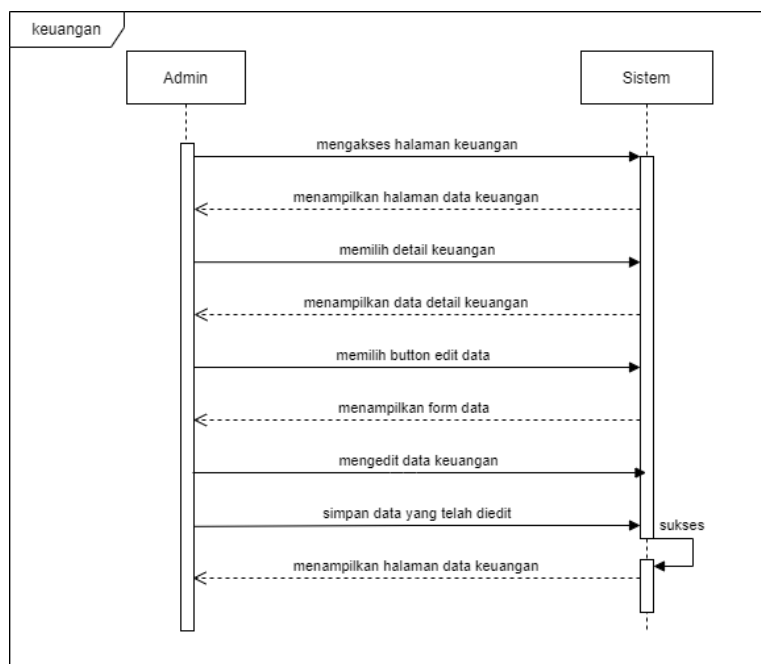 keuangan
Admin
Sistem
mengakses halaman keuangan
menampilkan halaman data keuangan
memilih detail keuangan
menampilkan data detail keuangan
memilih button edit data
menampilkan form data
mengedit data keuangan
simpan data yang telah diedit
sukses
menampilkan halaman data keuangan